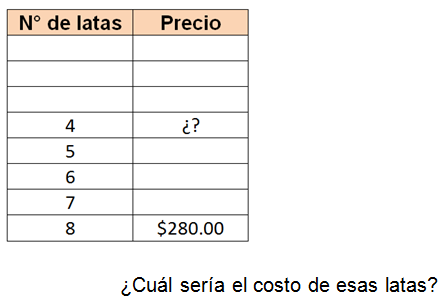 N° de latas Precio
4 ¿?
5
6
7
8 $280.00
¿Cuál sería el costo de esas latas?